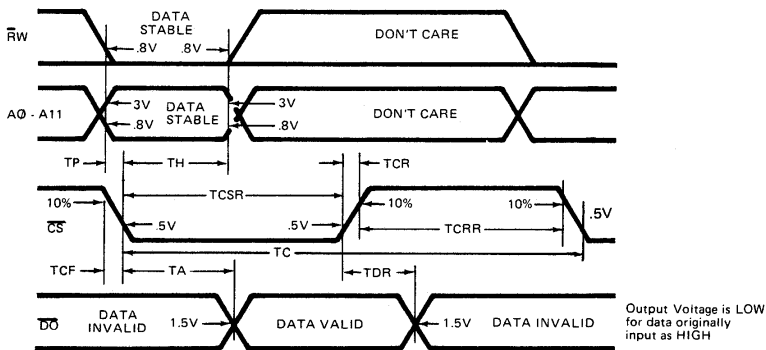 DATA
STABLE
RW
.8V .8V
DON'T CARE
3V DATA 3V
A0 - A11 STABLE DON'T CARE
.8V .8V
TP TH TCR
TCSR
10% 10% 10% .5V
CS .5V .5V TCRR
TC
TCF TA TDR
DATA
DO INVALID 1.5V DATA VALID 1.5V DATA INVALID
Output Voltage is LOW
for data originally
input as HIGH